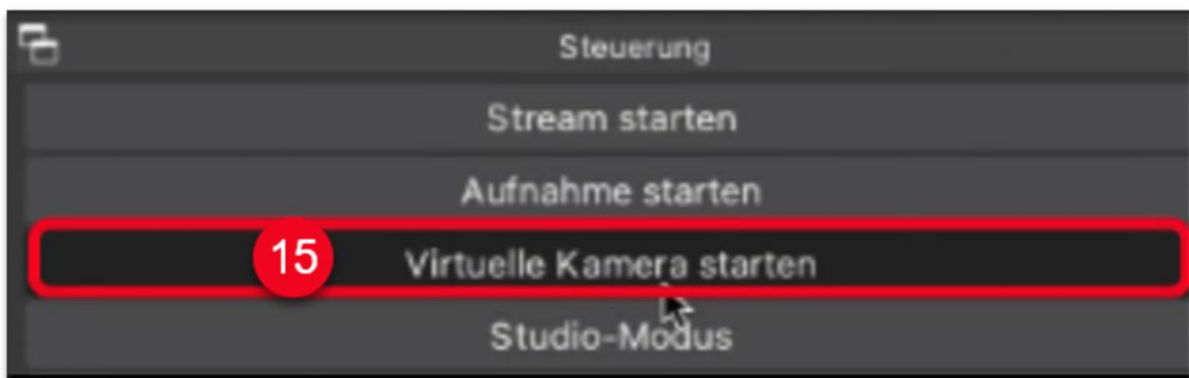 Steuerung
Stream starten
Aufnahme starten
15 Virtuelle Kamera starten
Studio-Modus